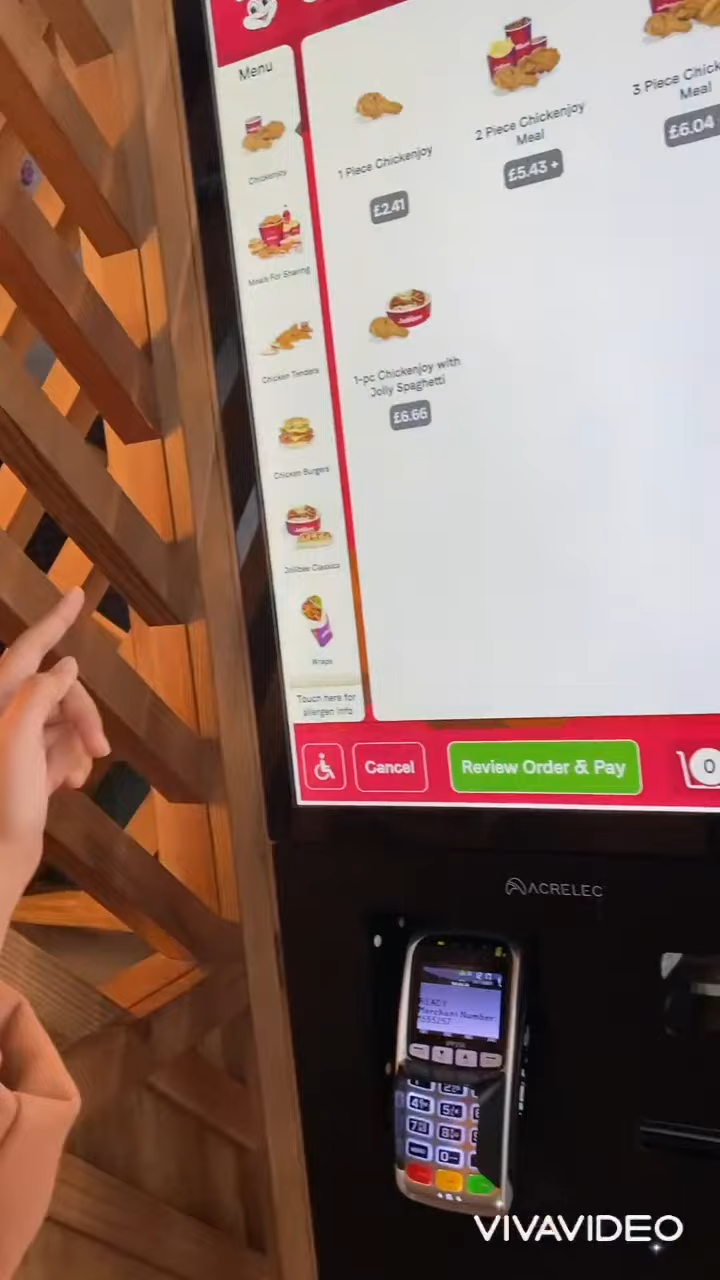 Menu
Chickenjoy
Meals For Sharing
Chicken Tenders
Chicken Burgers
Jollibee Classics
Wraps
Touch here for
allergen info
1 Piece Chickenjoy
£2.41
2 Piece Chickenjoy
Meal
£5.43 +
3 Piece Chick
Meal
£6.04
1-pc Chickenjoy with
Jolly Spaghetti
£6.66
Cancel
Review Order & Pay
0
ACRELEC
READY
Merchant Number
VIVAVIDEO